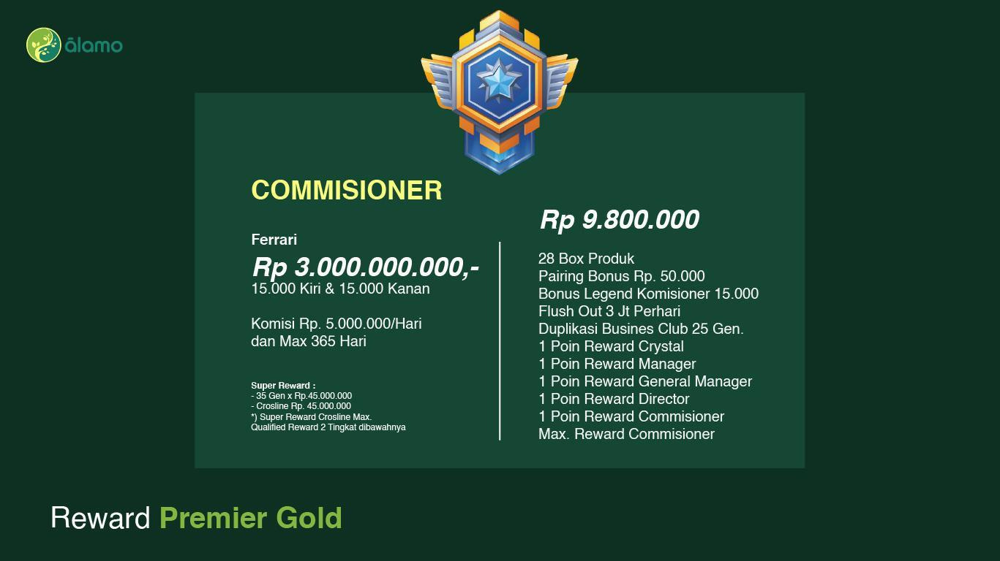 ālamo
COMMISIONER
Ferrari
Rp 3.000.000.000,-
15.000 Kiri & 15.000 Kanan
Komisi Rp. 5.000.000/Hari
dan Max 365 Hari
Super Reward :
- 35 Gen x Rp.45.000.000
- Crosline Rp. 45.000.000
*) Super Reward Crosline Max.
Qualified Reward 2 Tingkat dibawahnya
Rp 9.800.000
28 Box Produk
Pairing Bonus Rp. 50.000
Bonus Legend Komisioner 15.000
Flush Out 3 Jt Perhari
Duplikasi Busines Club 25 Gen.
1 Poin Reward Crystal
1 Poin Reward Manager
1 Poin Reward General Manager
1 Poin Reward Director
1 Poin Reward Commisioner
Max. Reward Commisioner
Reward Premier Gold